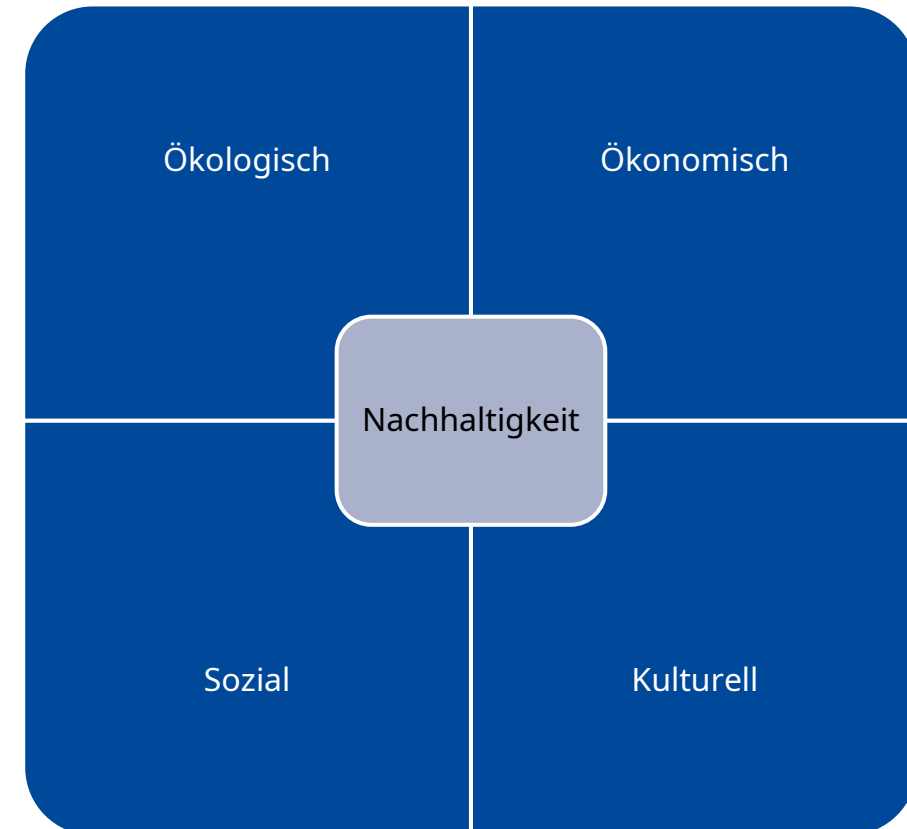 Ökologisch
Ökonomisch
Nachhaltigkeit
Sozial
Kulturell